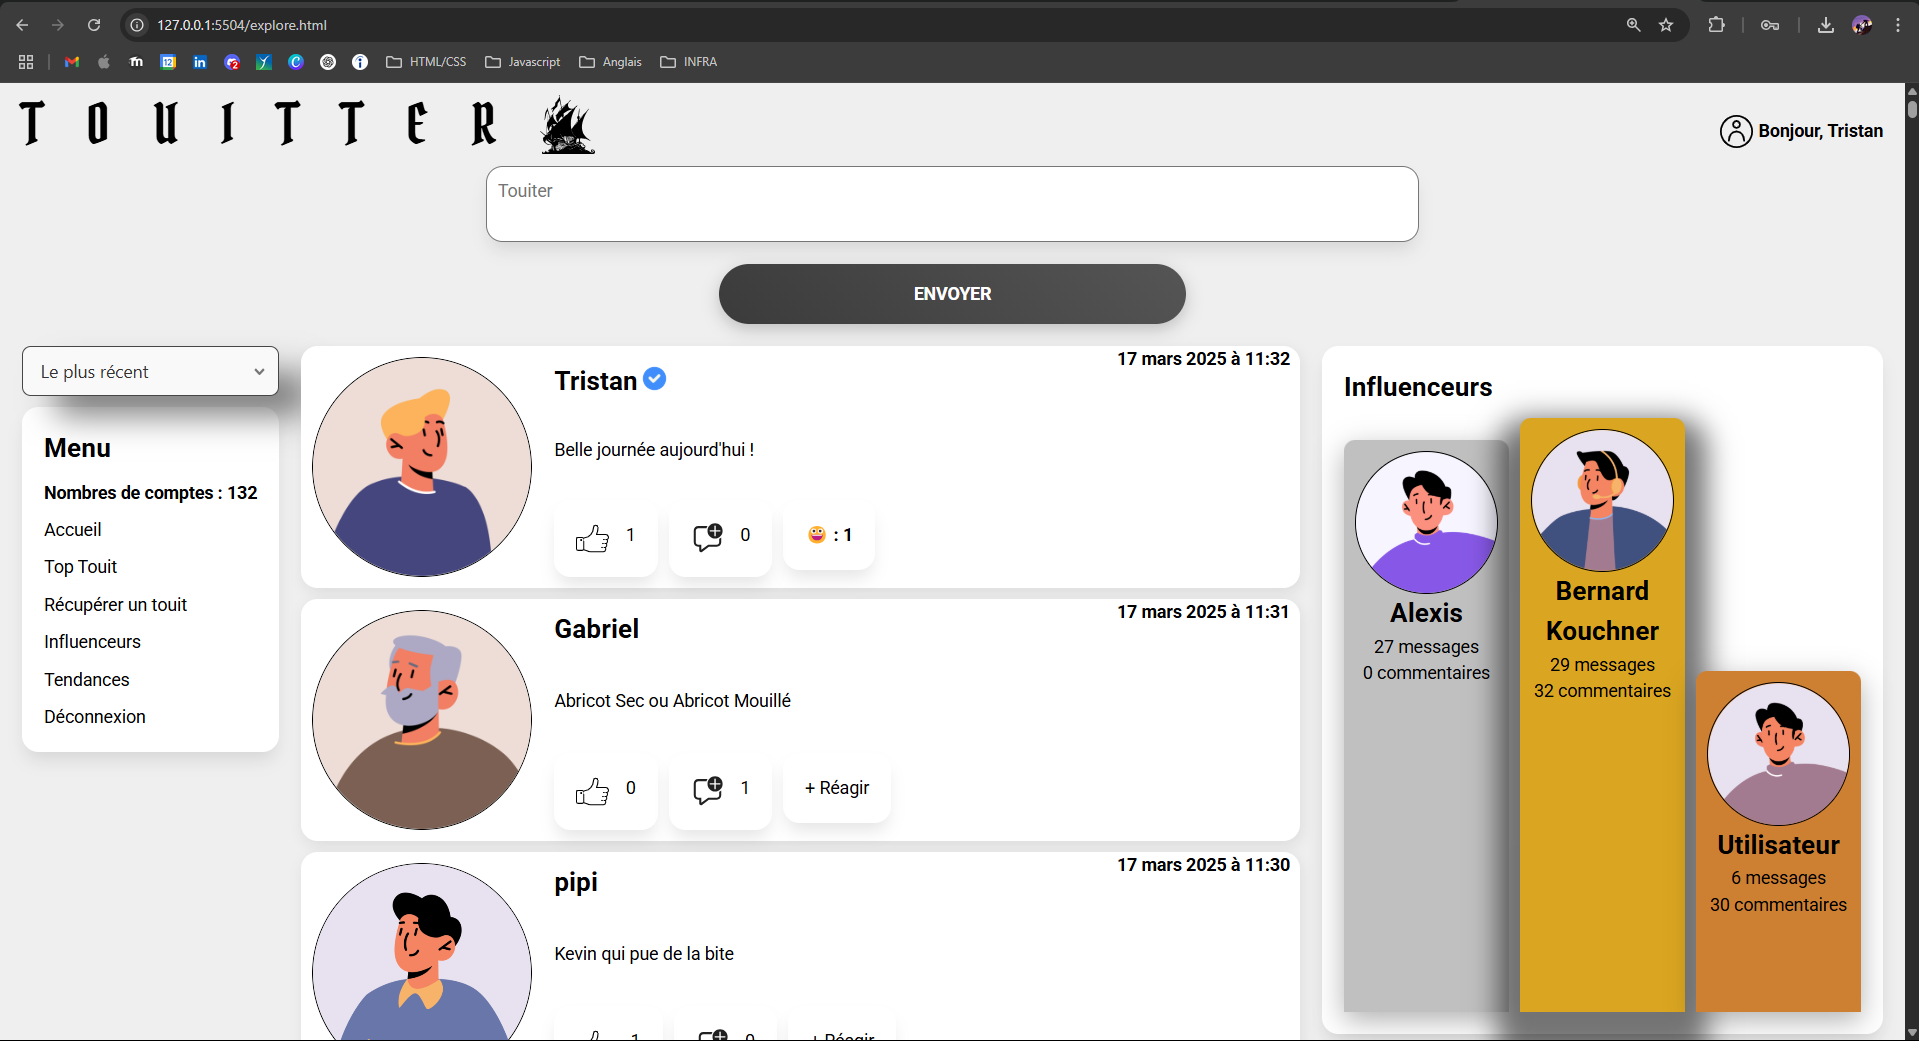 127.0.0.1:5504/explore.html
HTML/CSS
Javascript
Anglais
INFRA
TOUITTER
Bonjour, Tristan
Touiter
ENVOYER
Le plus récent
Menu
Nombres de comptes : 132
Accueil
Top Touit
Récupérer un touit
Influenceurs
Tendances
Déconnexion
17 mars 2025 à 11:32
Tristan
Belle journée aujourd'hui !
1
0
: 1
17 mars 2025 à 11:31
Gabriel
Abricot Sec ou Abricot Mouillé
0
1
+ Réagir
17 mars 2025 à 11:30
pipi
Kevin qui pue de la bite
1
0
+ Réagir
Influenceurs
Alexis
27 messages
0 commentaires
Bernard
Kouchner
29 messages
32 commentaires
Utilisateur
6 messages
30 commentaires